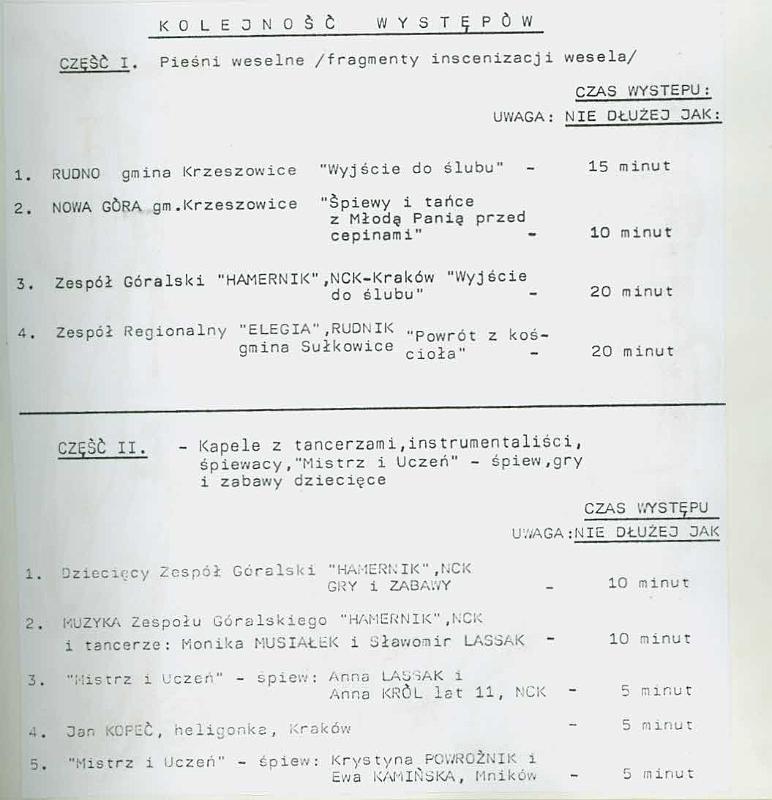 KOLEJNOŚĆ WYSTĘPÓW
CZĘŚĆ I. Pieśni weselne /fragmenty inscenizacji wesela/
CZAS WYSTEPU:
UWAGA: NIE DŁUŻEJ JAK:
1. RUDNO gmina Krzeszowice "Wyjście do ślubu" - 15 minut
2. NOWA GÓRA gm.Krzeszowice "Śpiewy i tańce
z Młodą Panią przed
cepinami" - 10 minut
3. Zespół Góralski "HAMERNIK",NCK-Kraków "Wyjście
do ślubu" - 20 minut
4. Zespół Regionalny "ELEGIA",RUDNIK
gmina Sułkowice "Powrót z koś-
cioła" - 20 minut
CZĘŚĆ II. - Kapele z tancerzami,instrumentaliści,
śpiewacy,"Mistrz i Uczeń" - śpiew,gry
i zabawy dziecięce
CZAS WYSTĘPU
UWAGA:NIE DŁUŻEJ JAK
1. Dziecięcy Zespół Góralski "HAMERNIK",NCK
GRY i ZABAWY - 10 minut
2. MUZYKA Zespołu Góralskiego "HAMERNIK",NCK
i tancerze: Monika MUSIAŁEK i Sławomir LASSAK - 10 minut
3. "Mistrz i Uczeń" - śpiew: Anna LASSAK i
Anna KRÓL lat 11, NCK - 5 minut
4. Jan KOPEĆ, heligonka, Kraków - 5 minut
5. "Mistrz i Uczeń" - śpiew: Krystyna POWROŹNIK i
Ewa KAMIŃSKA, Mników - 5 minut